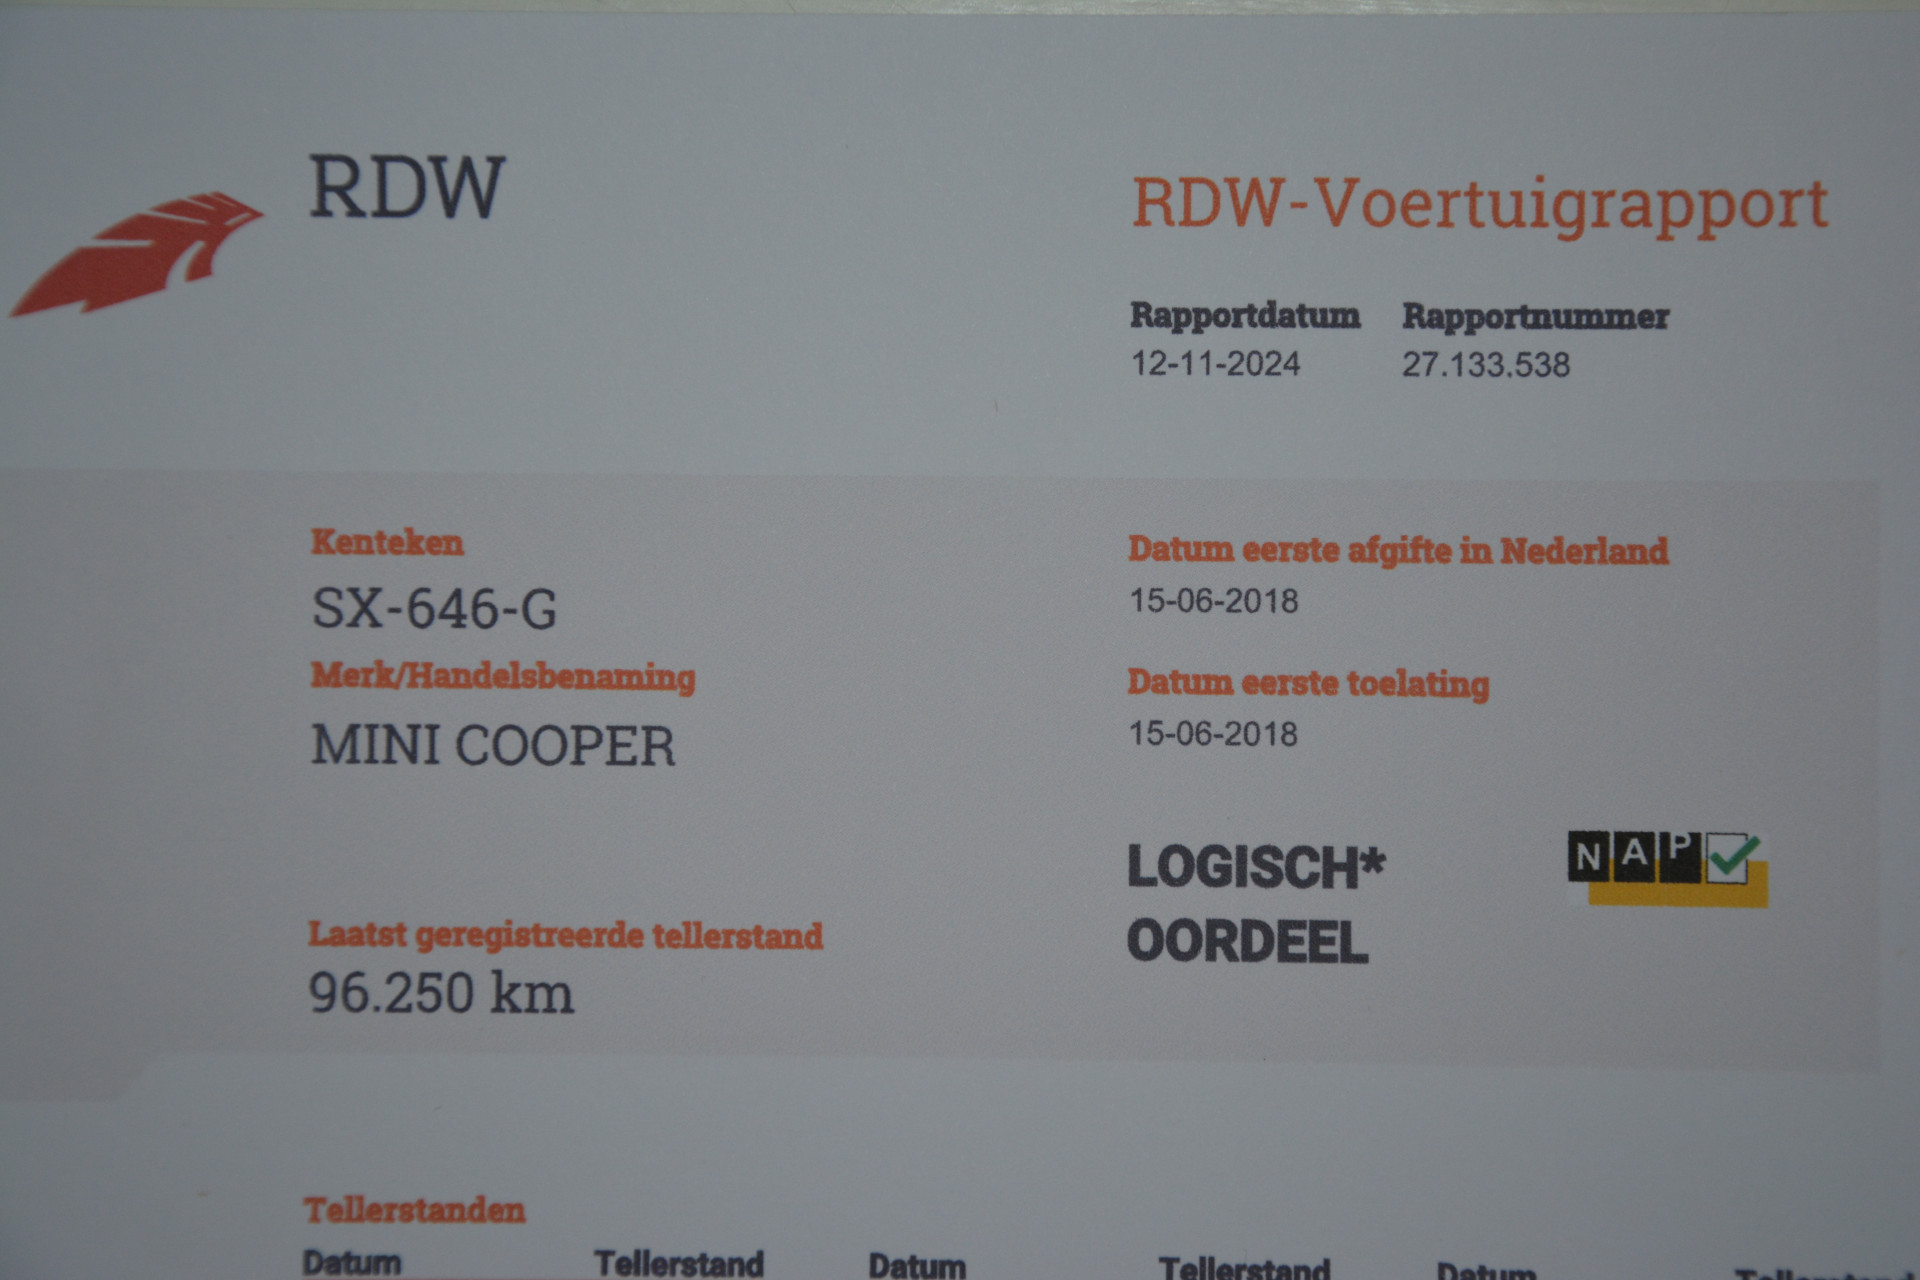 RDW
RDW-Voertuigrapport
Rapportdatum Rapportnummer
12-11-2024 27.133.538
Kenteken
SX-646-G
Merk/Handelsbenaming
MINI COOPER
Laatst geregistreerde tellerstand
96.250 km
Datum eerste afgifte in Nederland
15-06-2018
Datum eerste toelating
15-06-2018
LOGISCH*
OORDEEL
NAP
Tellerstanden
Datum Tellerstand Datum Tellerstand Datum Tellerstand